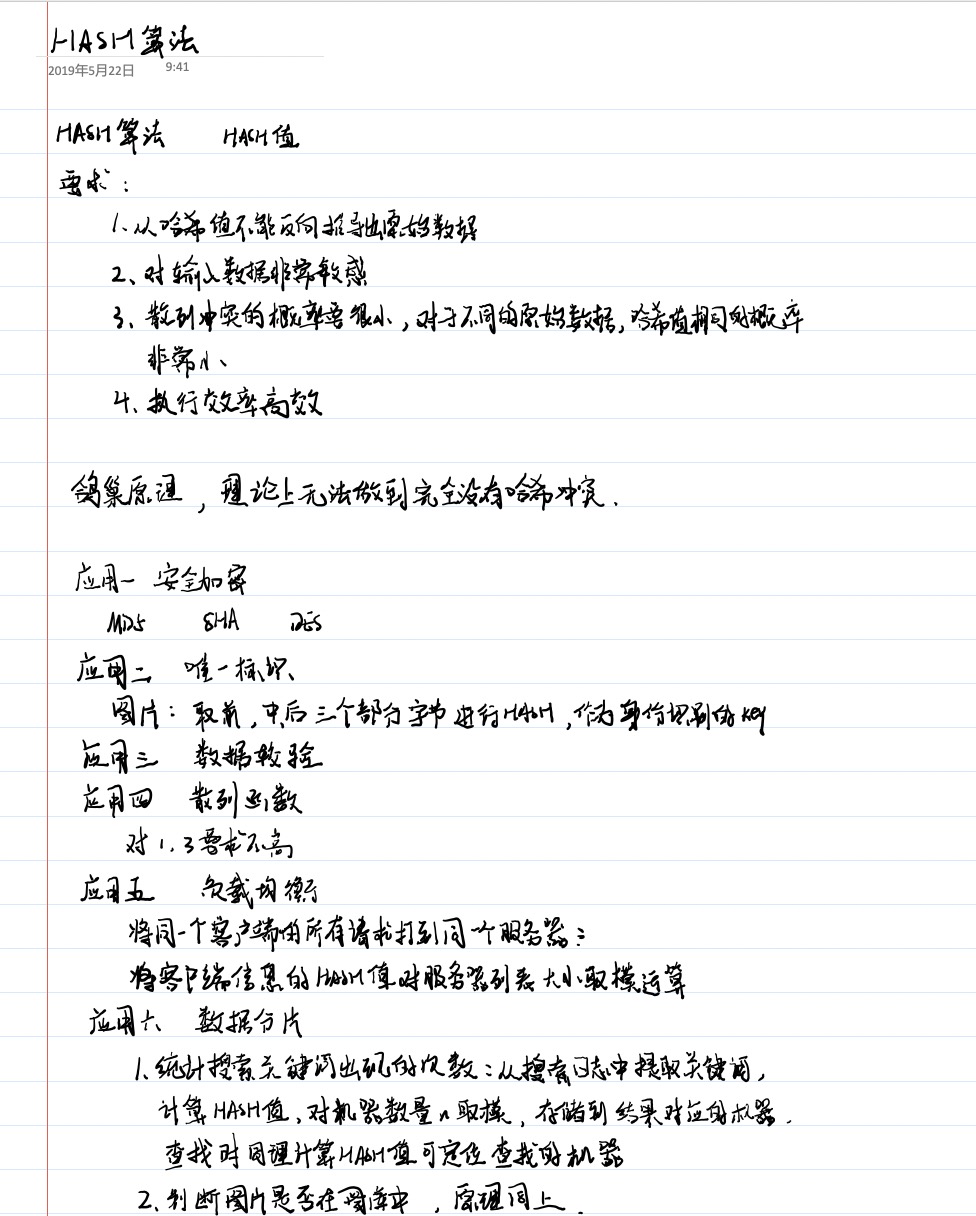 HASH算法
2019年5月22日 9:41
HASH算法 HASH值
要求：
1、从哈希值不能反向推导出原始数据
2、对输入数据非常敏感
3、散列冲突的概率要很小，对于不同的原始数据，哈希值相同的概率
非常小、
4、执行效率高效
鸽巢原理，理论上无法做到完全没有哈希冲突．
应用一 安全加密
MD5 SHA DES
应用二 唯一标识、
图片：取前，中后三个部分字节进行HASH，作为身份识别的key
应用三 数据校验
应用四 散列函数
对1．3要求不高
应用五 负载均衡
将同一个客户端的所有请求打到同一个服务器：
将客户端信息的HASH值对服务器列表大小取模运算
应用六 数据分片
1、统计搜索关键词出现的次数：从搜索日志中提取关键词，
计算HASH值，对机器数量n取模，存储到结果对应的机器．
查找时同理计算HASH值可定位查找的机器
2、判断图片是否在图库中，原理同上．